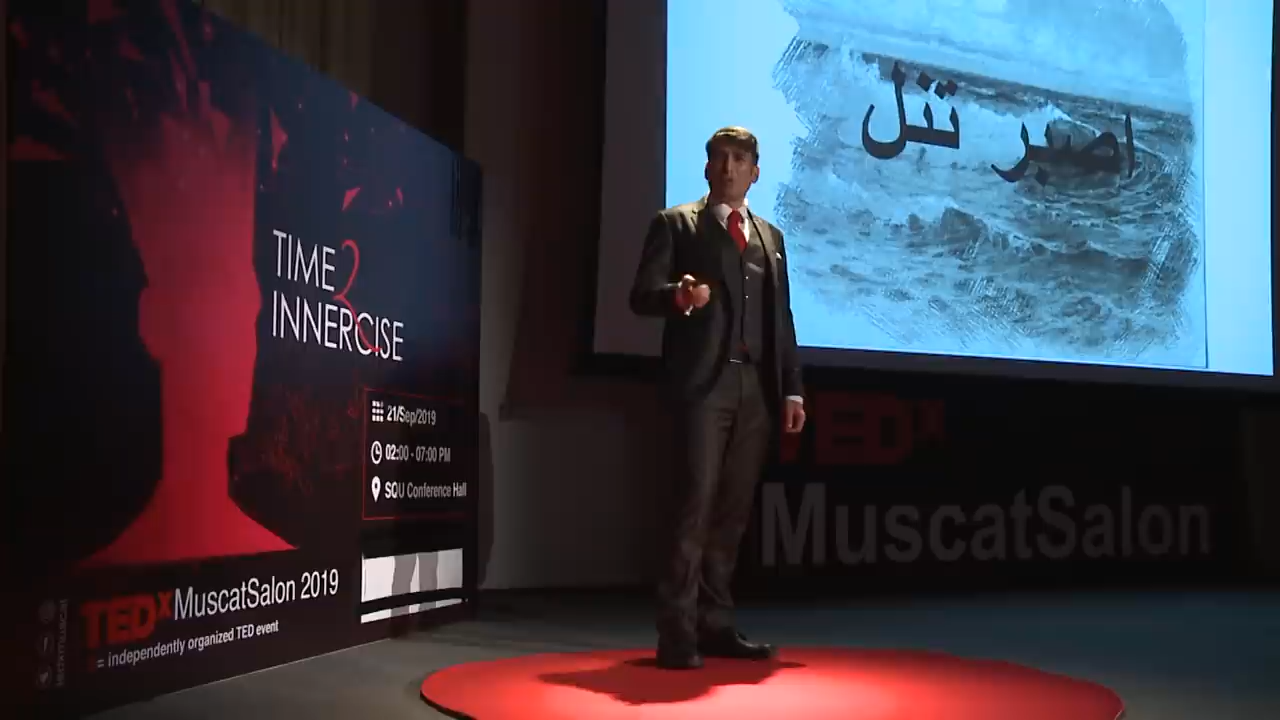 TIME &
INNERCISE
21/Sep/2019
02:00 - 07:00 PM
SQU Conference Hall
TEDx MuscatSalon 2019
= independently organized TED event
اصبر تنل
TEDx
MuscatSalon